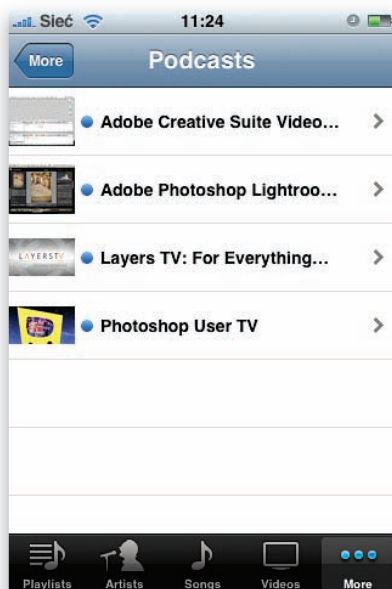 Sieć 11:24
More Podcasts
Adobe Creative Suite Video...
Adobe Photoshop Lightroo...
LAYERSTV
Layers TV: For Everything...
Photoshop User TV
Playlists Artists Songs Videos More